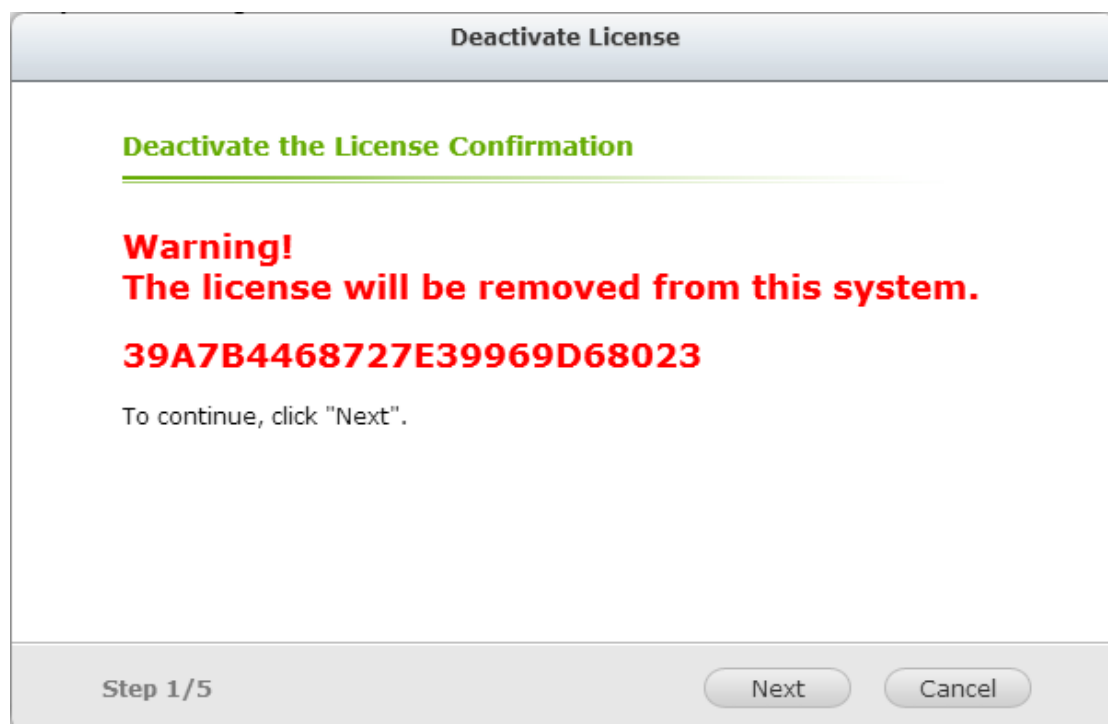 Deactivate License
Deactivate the License Confirmation
Warning!
The license will be removed from this system.
39A7B4468727E39969D68023
To continue, click "Next".
Step 1/5
Next
Cancel